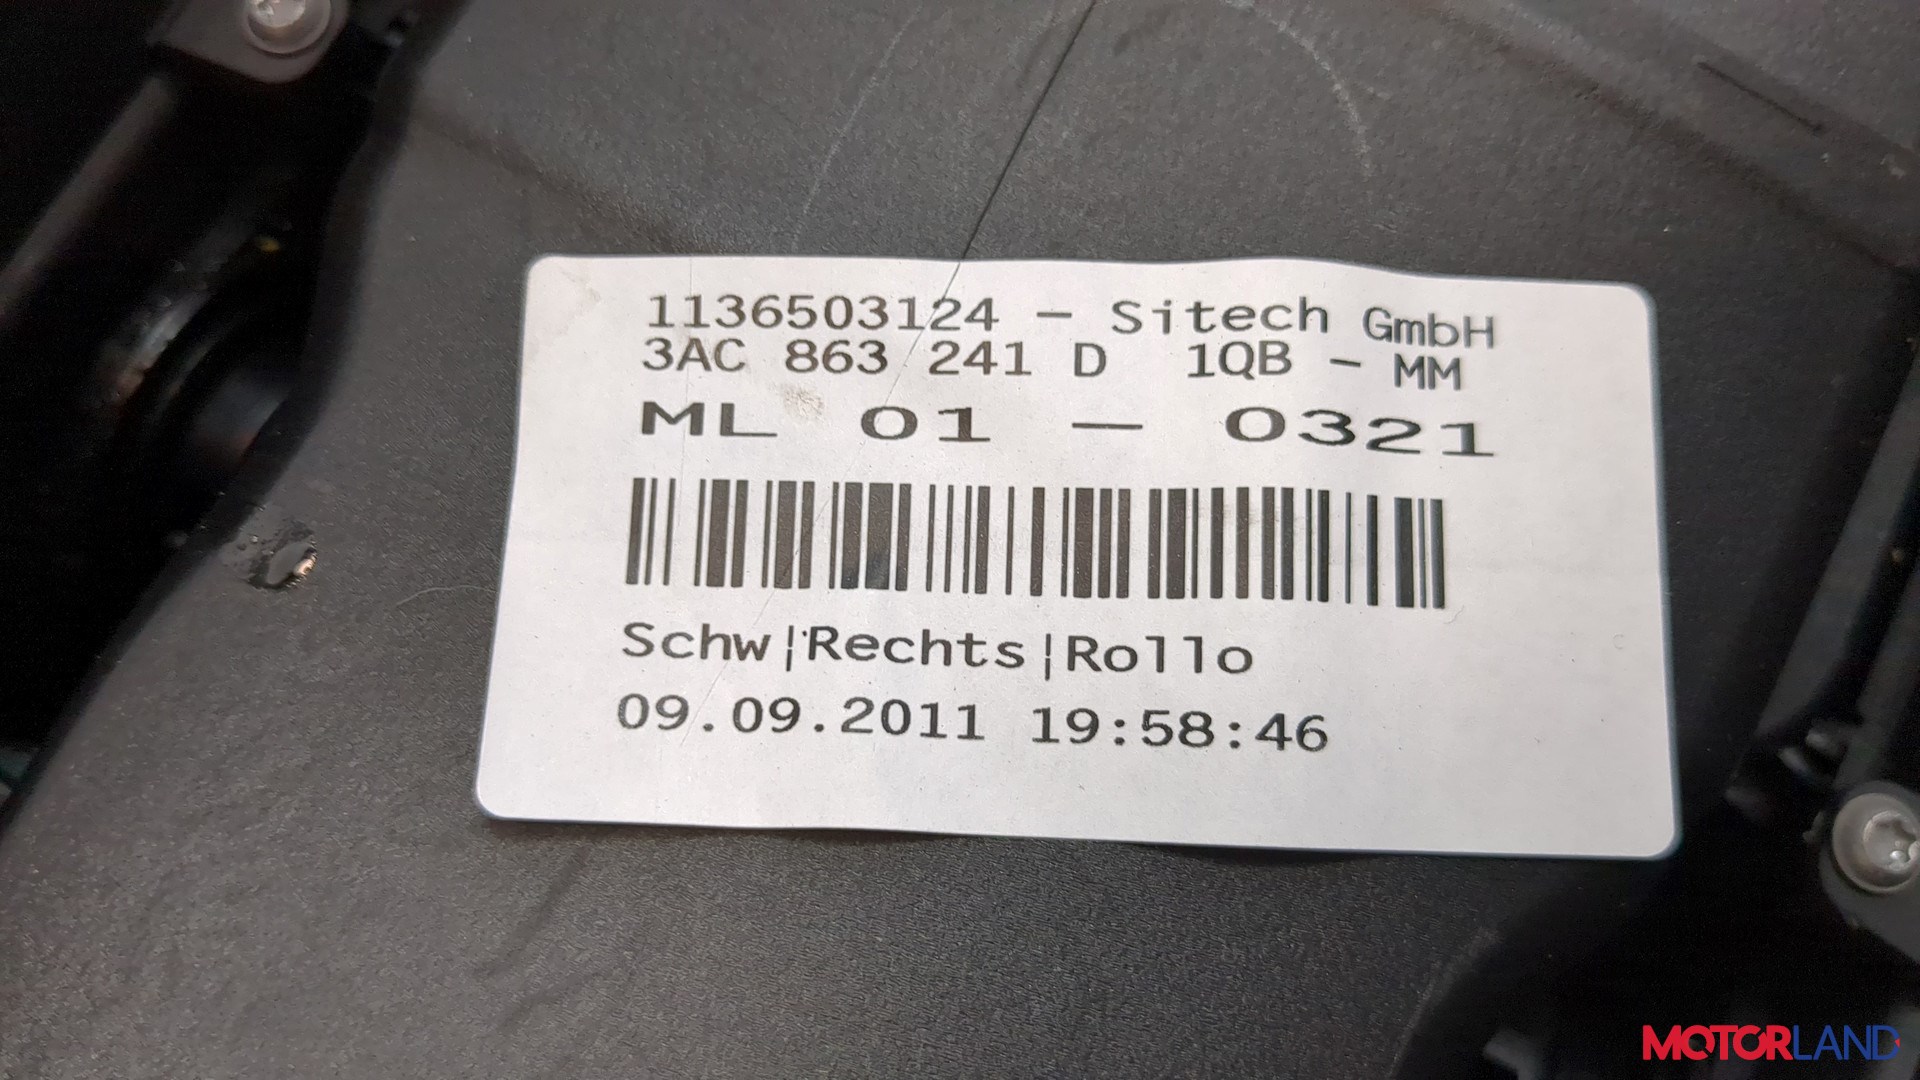 1136503124 - Sitech GmbH
3AC 863 241 D 1QB - MM
ML 01 - 0321
Schw|Rechts|Rollo
09.09.2011 19:58:46
MOTORLAND